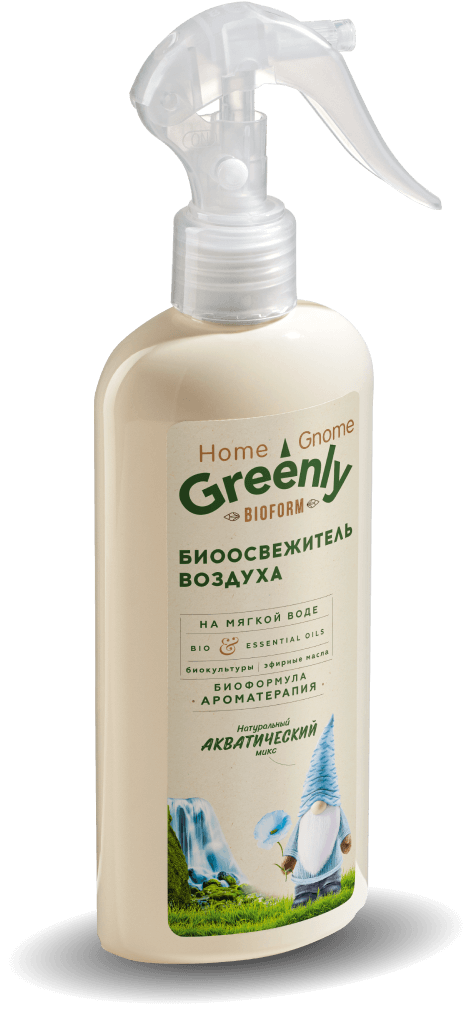 Home Gnome
Greenly
BIOFORM
БИООСВЕЖИТЕЛЬ
ВОЗДУХА
НА МЯГКОЙ ВОДЕ
BIO & ESSENTIAL OILS
биокультуры | эфирные масла
БИОФОРМУЛА
· АРОМАТЕРАПИЯ ·
Натуральный
АКВАТИЧЕСКИЙ
микс